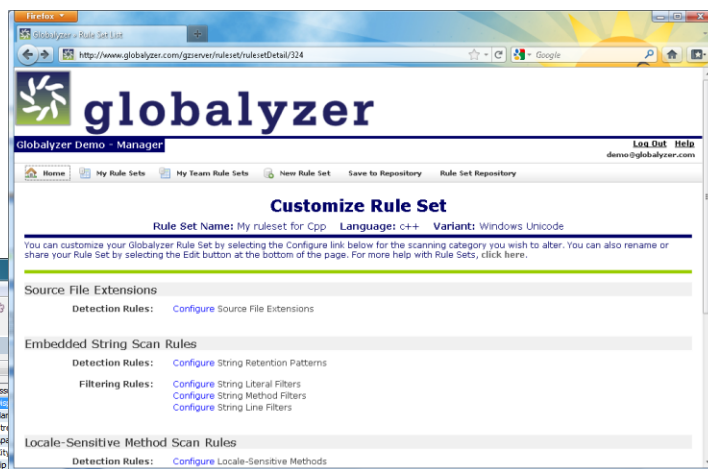 Firefox
Globalyzer » Rule Set List
http://www.globalyzer.com/gzserver/ruleset/rulesetDetail/324
Google
globalyzer
Globalyzer Demo - Manager
Log Out Help
demo@globalyzer.com
Home My Rule Sets My Team Rule Sets New Rule Set Save to Repository Rule Set Repository
Customize Rule Set
Rule Set Name: My ruleset for Cpp Language: c++ Variant: Windows Unicode
You can customize your Globalyzer Rule Set by selecting the Configure link below for the scanning category you wish to alter. You can also rename or
share your Rule Set by selecting the Edit button at the bottom of the page. For more help with Rule Sets, click here.
Source File Extensions
Detection Rules: Configure Source File Extensions
Embedded String Scan Rules
Detection Rules: Configure String Retention Patterns
Filtering Rules: Configure String Literal Filters
Configure String Method Filters
Configure String Line Filters
Locale-Sensitive Method Scan Rules
Detection Rules: Configure Locale-Sensitive Methods